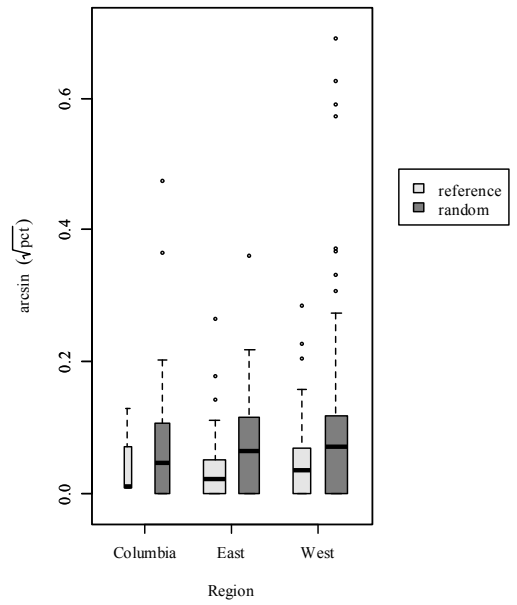 0.6
0.4
0.2
0.0
arcsin (√pct)
reference
random
Columbia
East
West
Region